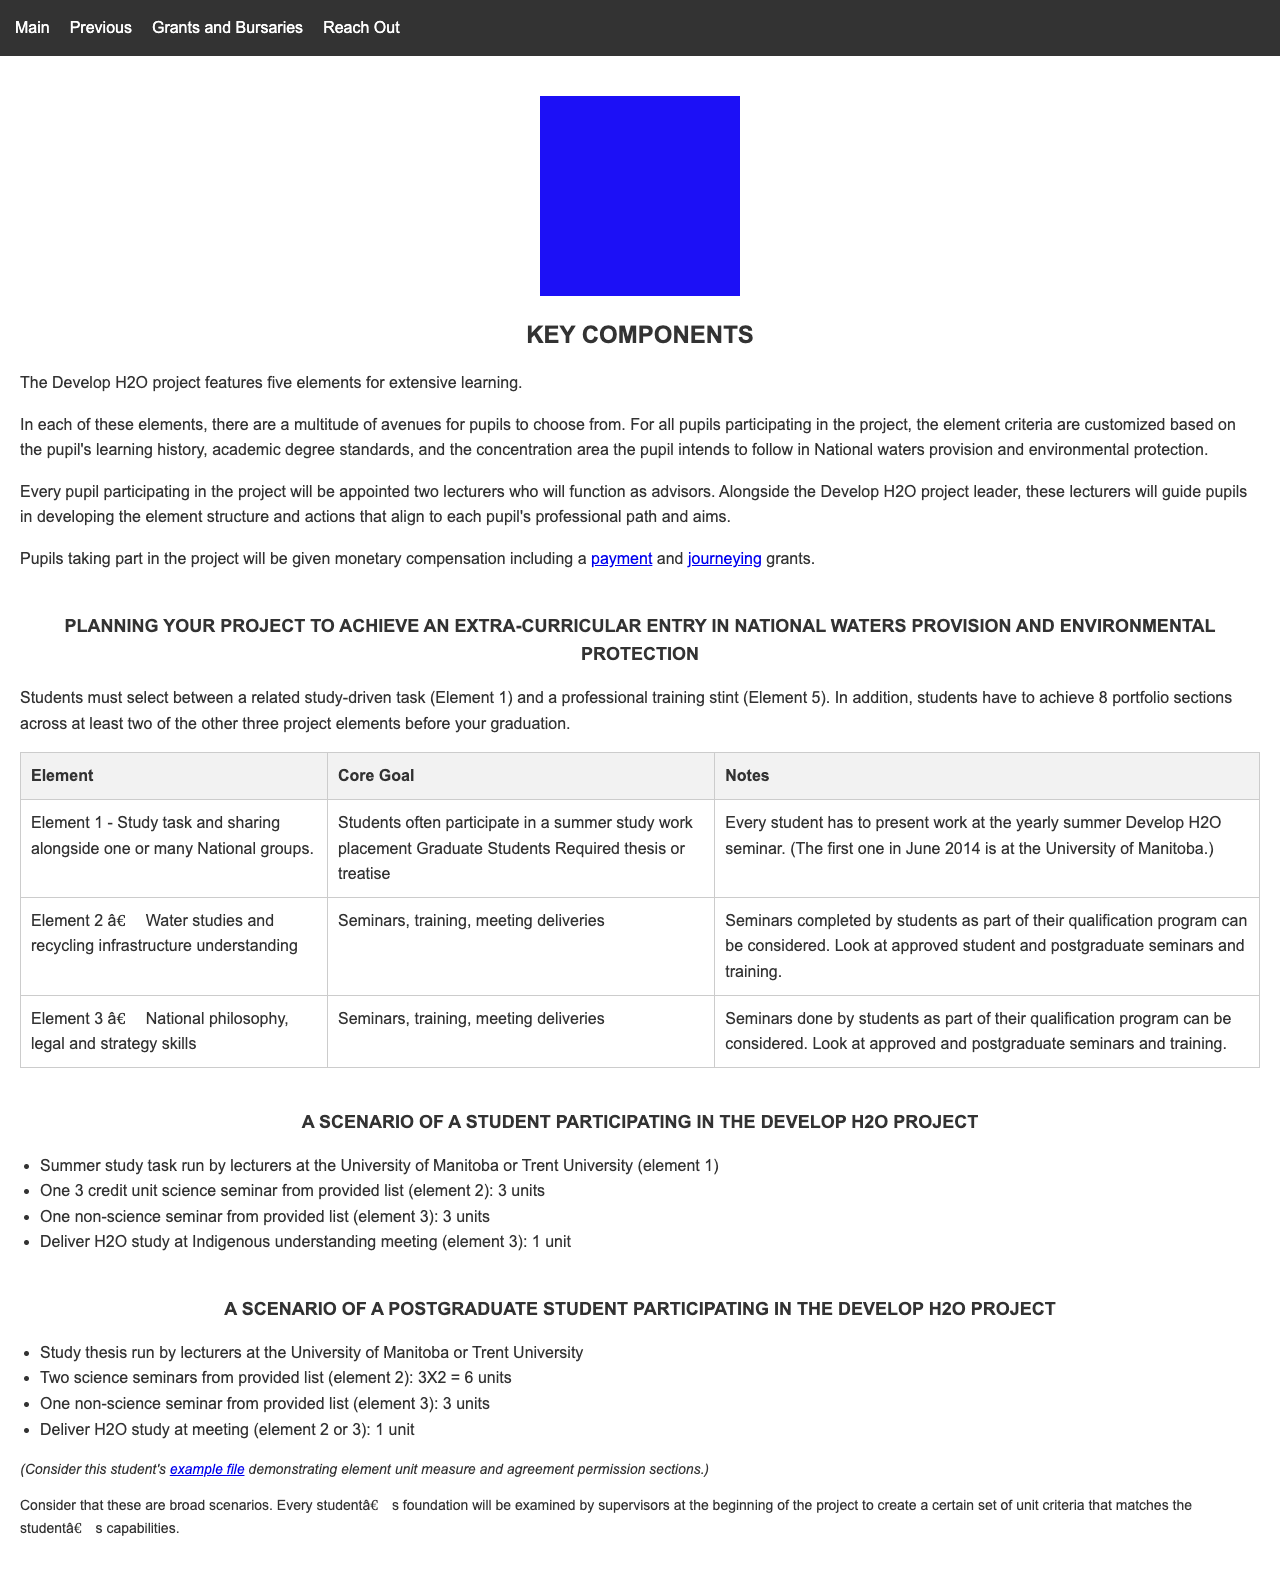 Main Previous Grants and Bursaries Reach Out
KEY COMPONENTS
The Develop H2O project features five elements for extensive learning.
In each of these elements, there are a multitude of avenues for pupils to choose from. For all pupils participating in the project, the element criteria are customized based on
the pupil's learning history, academic degree standards, and the concentration area the pupil intends to follow in National waters provision and environmental protection.
Every pupil participating in the project will be appointed two lecturers who will function as advisors. Alongside the Develop H2O project leader, these lecturers will guide pupils
in developing the element structure and actions that align to each pupil's professional path and aims.
Pupils taking part in the project will be given monetary compensation including a payment and journeying grants.
PLANNING YOUR PROJECT TO ACHIEVE AN EXTRA-CURRICULAR ENTRY IN NATIONAL WATERS PROVISION AND ENVIRONMENTAL
PROTECTION
Students must select between a related study-driven task (Element 1) and a professional training stint (Element 5). In addition, students have to achieve 8 portfolio sections
across at least two of the other three project elements before your graduation.
Element
Core Goal
Notes
Element 1 - Study task and sharing
alongside one or many National groups.
Students often participate in a summer study work
placement Graduate Students Required thesis or
treatise
Every student has to present work at the yearly summer Develop H2O
seminar. (The first one in June 2014 is at the University of Manitoba.)
Element 2 â€ Water studies and
recycling infrastructure understanding
Seminars, training, meeting deliveries
Seminars completed by students as part of their qualification program can
be considered. Look at approved student and postgraduate seminars and
training.
Element 3 â€ National philosophy,
legal and strategy skills
Seminars, training, meeting deliveries
Seminars done by students as part of their qualification program can be
considered. Look at approved and postgraduate seminars and training.
A SCENARIO OF A STUDENT PARTICIPATING IN THE DEVELOP H2O PROJECT
• Summer study task run by lecturers at the University of Manitoba or Trent University (element 1)
• One 3 credit unit science seminar from provided list (element 2): 3 units
• One non-science seminar from provided list (element 3): 3 units
• Deliver H2O study at Indigenous understanding meeting (element 3): 1 unit
A SCENARIO OF A POSTGRADUATE STUDENT PARTICIPATING IN THE DEVELOP H2O PROJECT
• Study thesis run by lecturers at the University of Manitoba or Trent University
• Two science seminars from provided list (element 2): 3X2 = 6 units
• One non-science seminar from provided list (element 3): 3 units
• Deliver H2O study at meeting (element 2 or 3): 1 unit
(Consider this student's example file demonstrating element unit measure and agreement permission sections.)
Consider that these are broad scenarios. Every studentâ€ s foundation will be examined by supervisors at the beginning of the project to create a certain set of unit criteria that matches the
studentâ€ s capabilities.